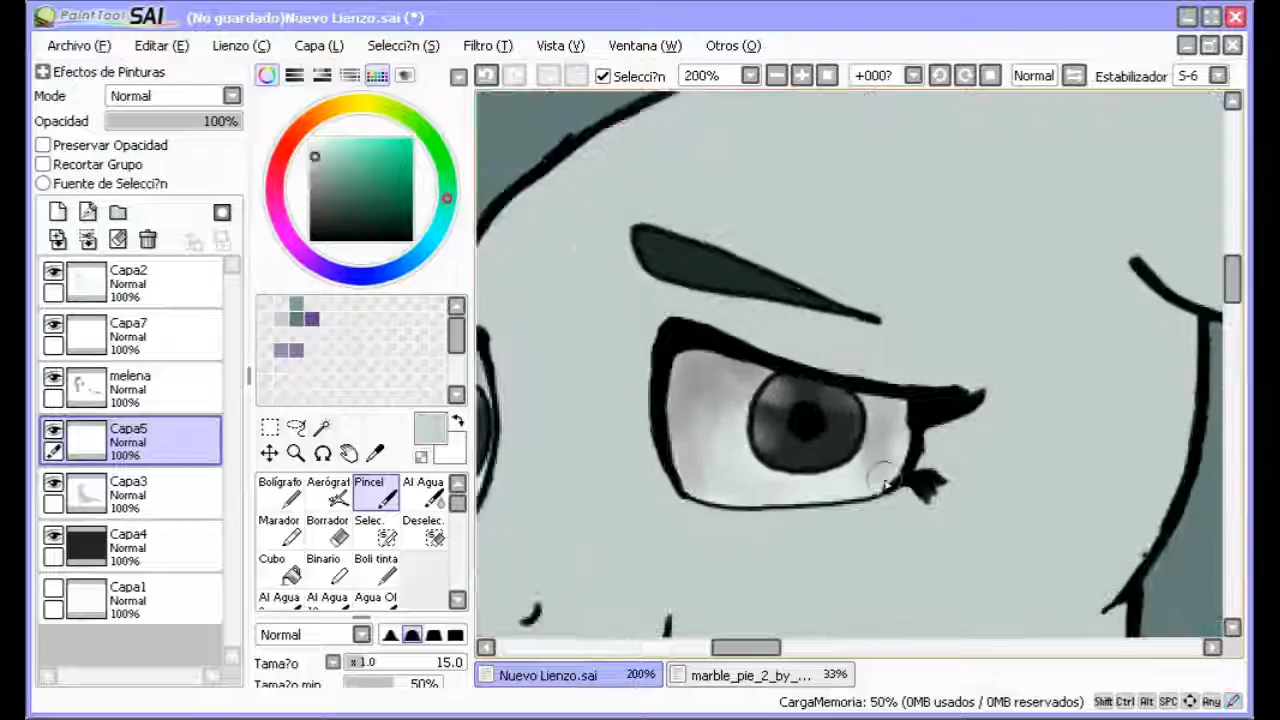 PaintTool SAI (No guardado)Nuevo Lienzo.sai (*)
Archivo (F) Editar (E) Lienzo (C) Capa (L) Selecci?n (S) Filtro (T) Vista (V) Ventana (W) Otros (O)
Efectos de Pinturas
Selecci?n 200% +000? Normal Estabilizador S-6
Mode Normal
Opacidad 100%
Preservar Opacidad
Recortar Grupo
Fuente de Selecci?n
Capa2
Normal
100%
Capa7
Normal
100%
melena
Normal
100%
Capa5
Normal
100%
Capa3
Normal
100%
Capa4
Normal
100%
Capa1
Normal
100%
Bolígrafo Aerógraf Pincel Al Agua
Marador Borrador Selec. Deselec.
Cubo Binario Boli tinta
Al Agua Al Agua Agua Ol
Normal
Tama?o x 1.0 15.0
Tama?o min 50%
Nuevo Lienzo.sai 200% marble_pie_2_by_... 33%
CargaMemoria: 50% (0MB usados / 0MB reservados) Shift Ctrl Alt SPC Any